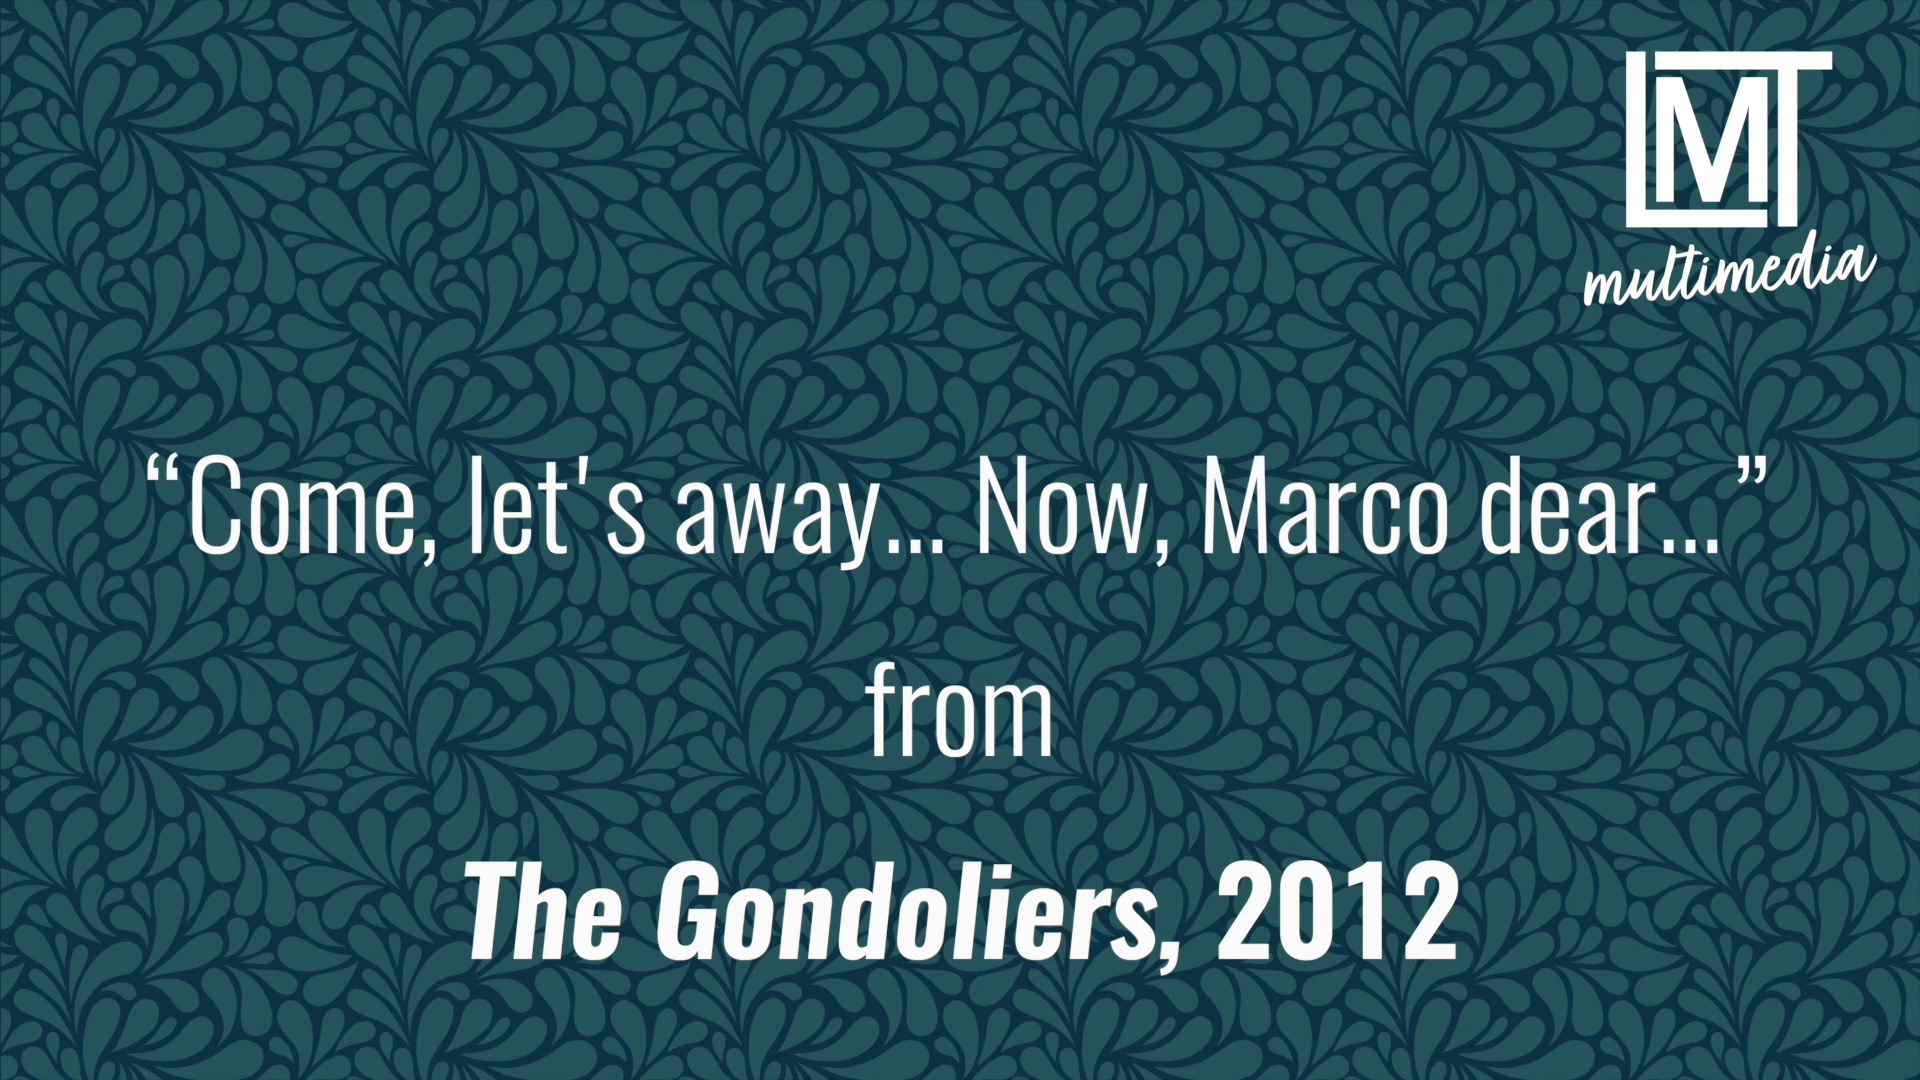 LMT
multimedia
“Come, let's away... Now, Marco dear...”
from
The Gondoliers, 2012